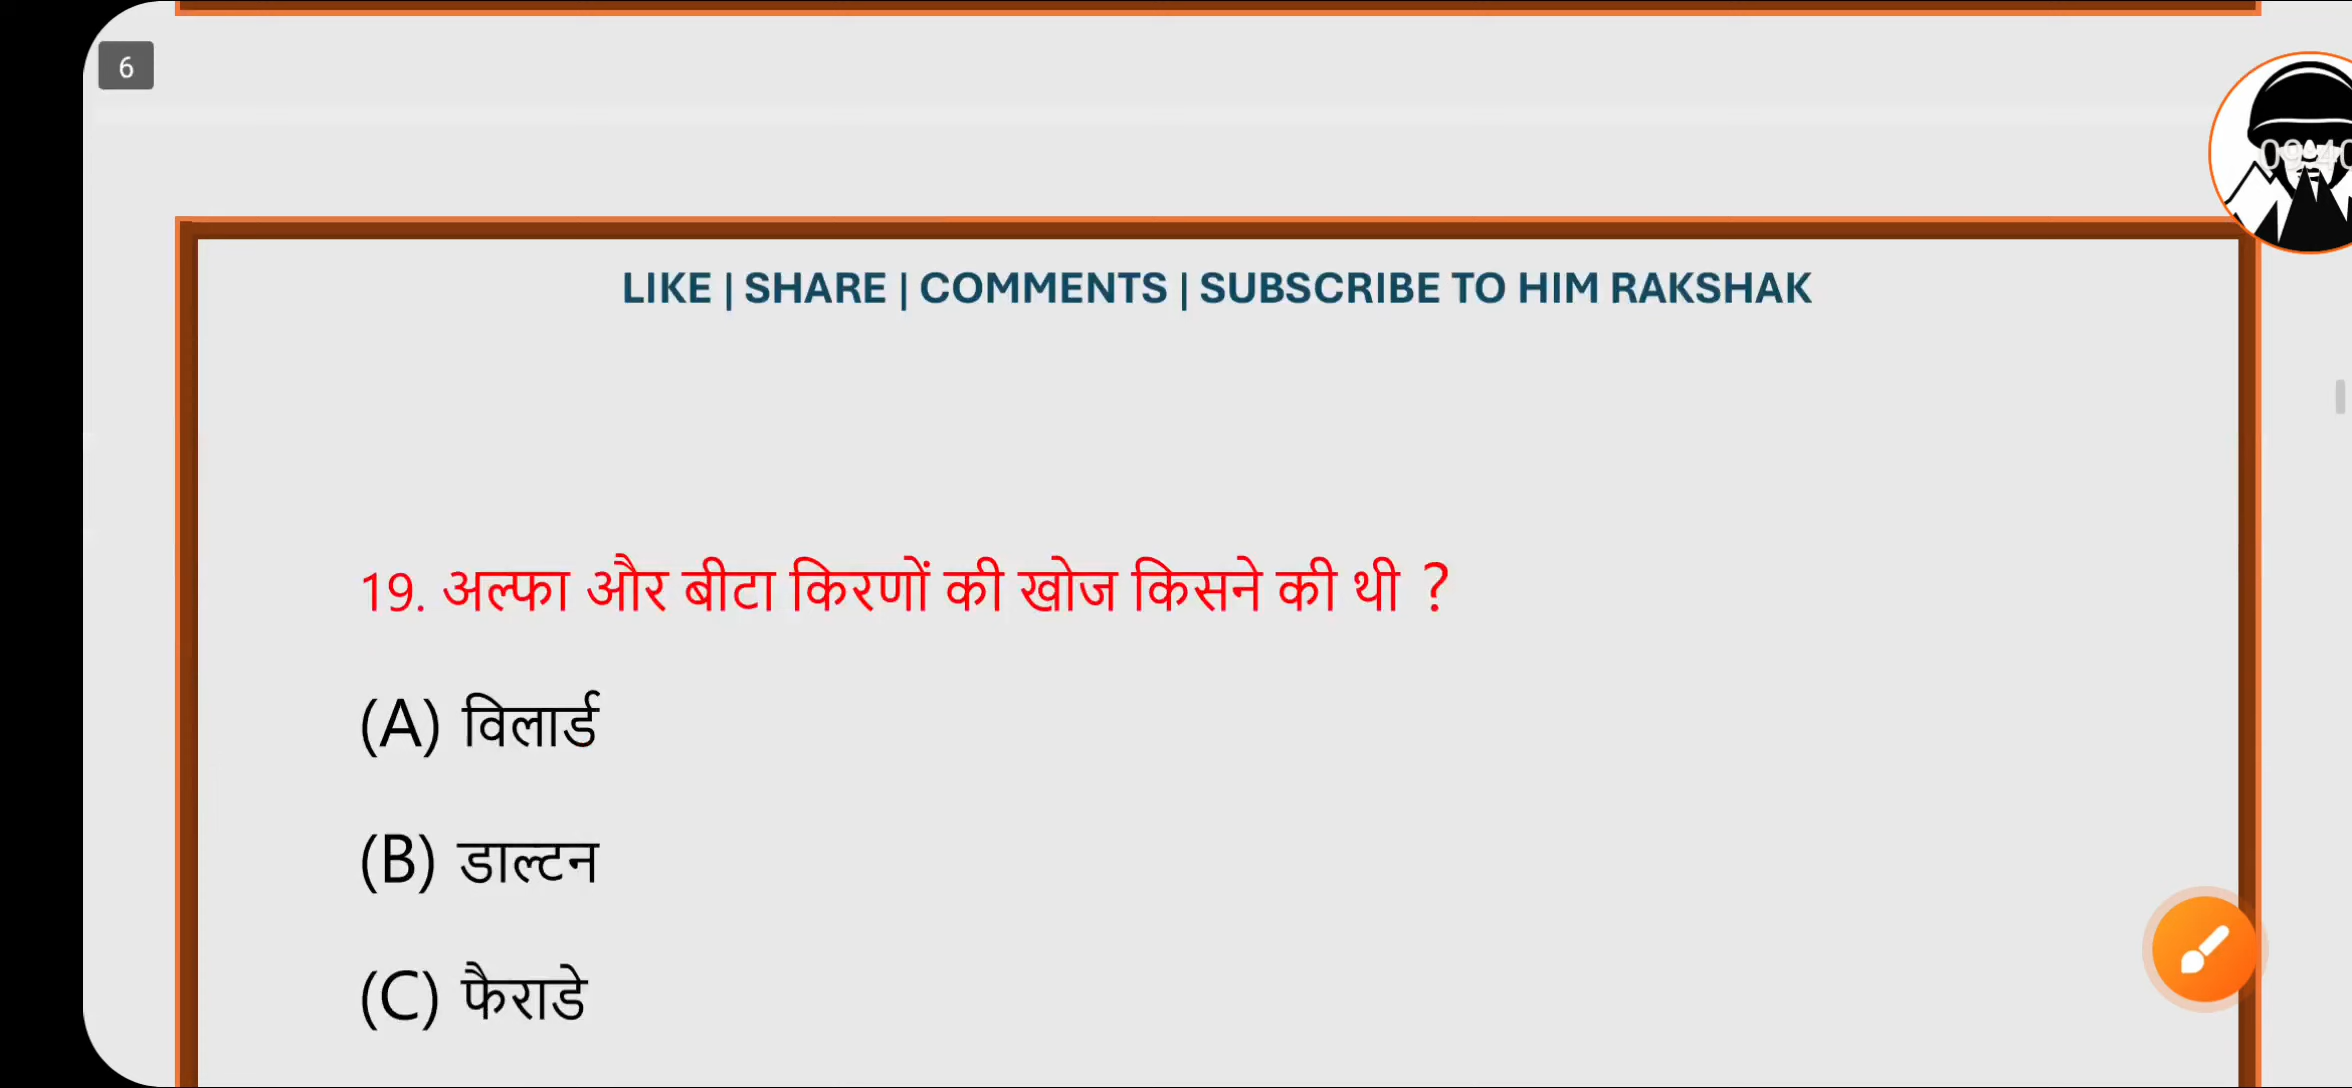 6
LIKE | SHARE | COMMENTS | SUBSCRIBE TO HIM RAKSHAK
19. अल्फा और बीटा किरणों की खोज किसने की थी ?
(A) विलार्ड
(B) डाल्टन
(C) फैराडे